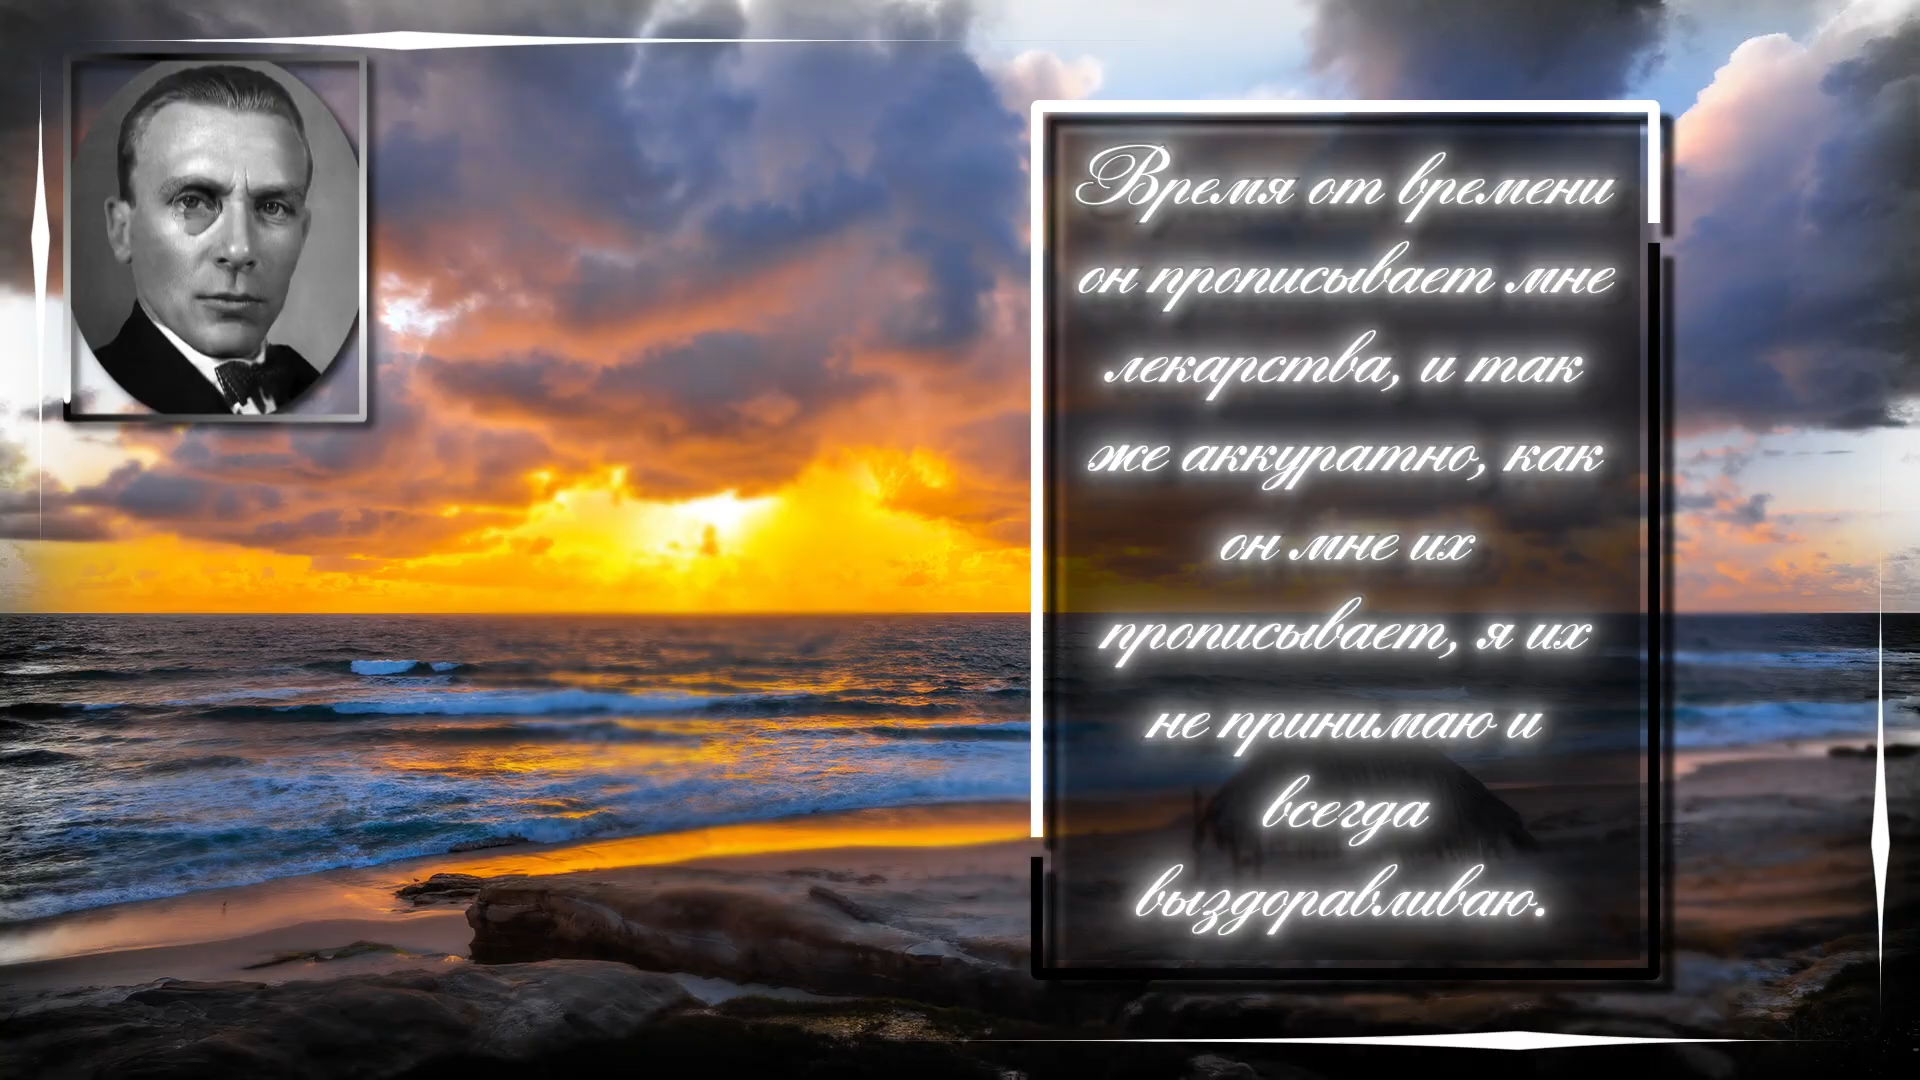 Время от времени
он прописывает мне
лекарства, и так
же аккуратно, как
он мне их
прописывает, я их
не принимаю и
всегда
выздоравливаю.